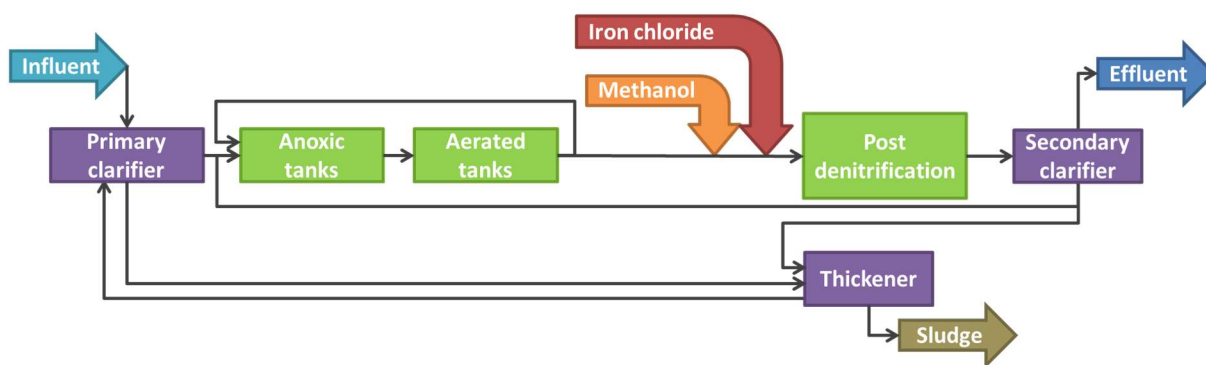 Iron chloride
Influent
Effluent
Methanol
Primary
clarifier
Anoxic
tanks
Aerated
tanks
Post
denitrification
Secondary
clarifier
Thickener
Sludge